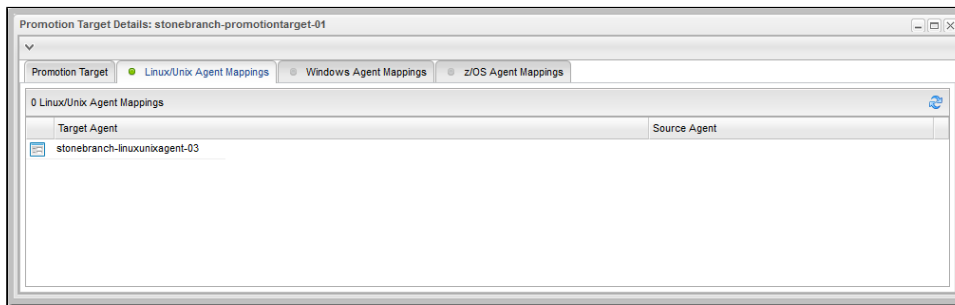 Promotion Target Details: stonebranch-promotiontarget-01
Promotion Target Linux/Unix Agent Mappings Windows Agent Mappings z/OS Agent Mappings
0 Linux/Unix Agent Mappings
Target Agent Source Agent
stonebranch-linuxunixagent-03